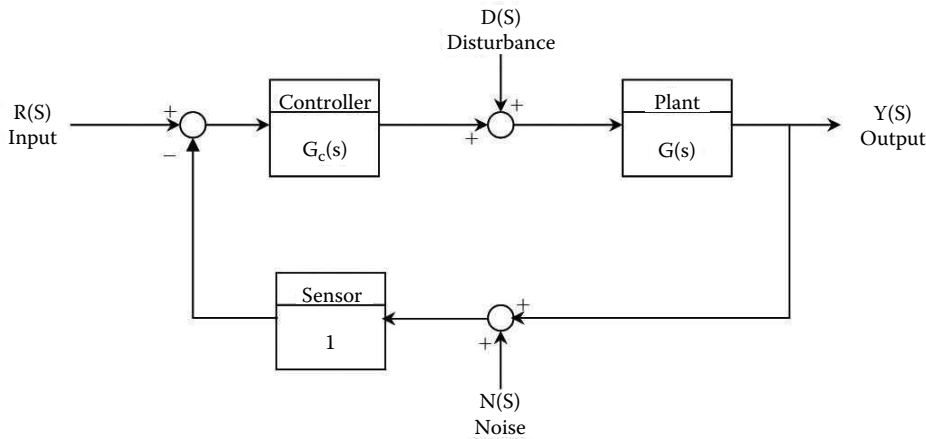 D(S)
Disturbance
+
Controller
Plant
R(S)
Input
+
−
G_c(s)
+
G(s)
Y(S)
Output
Sensor
1
+
+
N(S)
Noise